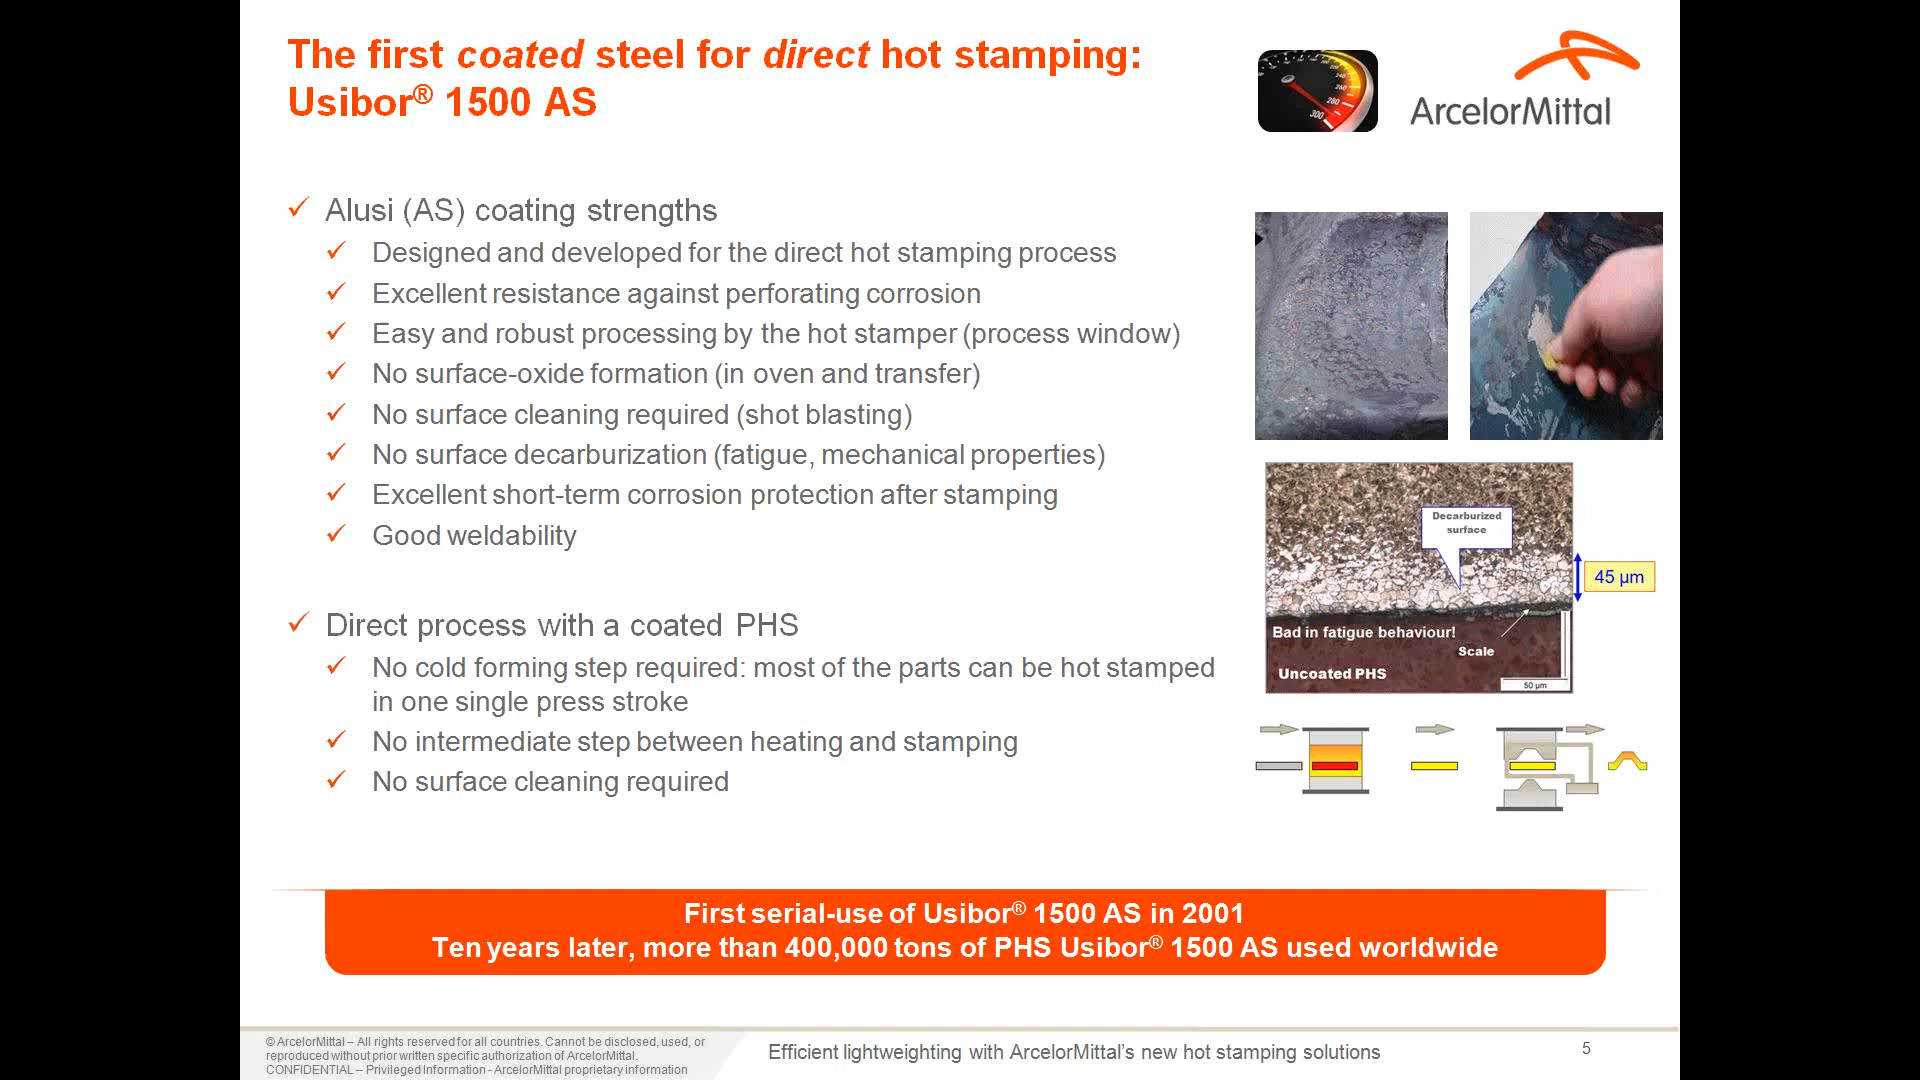 The first coated steel for direct hot stamping:
Usibor® 1500 AS
ArcelorMittal
260
280
300
✓ Alusi (AS) coating strengths
✓ Designed and developed for the direct hot stamping process
✓ Excellent resistance against perforating corrosion
✓ Easy and robust processing by the hot stamper (process window)
✓ No surface-oxide formation (in oven and transfer)
✓ No surface cleaning required (shot blasting)
✓ No surface decarburization (fatigue, mechanical properties)
✓ Excellent short-term corrosion protection after stamping
✓ Good weldability
✓ Direct process with a coated PHS
✓ No cold forming step required: most of the parts can be hot stamped
in one single press stroke
✓ No intermediate step between heating and stamping
✓ No surface cleaning required
Decarburized
surface
45 µm
Bad in fatigue behaviour!
Scale
Uncoated PHS
50 µm
First serial-use of Usibor® 1500 AS in 2001
Ten years later, more than 400,000 tons of PHS Usibor® 1500 AS used worldwide
© ArcelorMittal – All rights reserved for all countries. Cannot be disclosed, used, or
reproduced without prior written specific authorization of ArcelorMittal.
CONFIDENTIAL – Privileged Information - ArcelorMittal proprietary information
Efficient lightweighting with ArcelorMittal's new hot stamping solutions
5